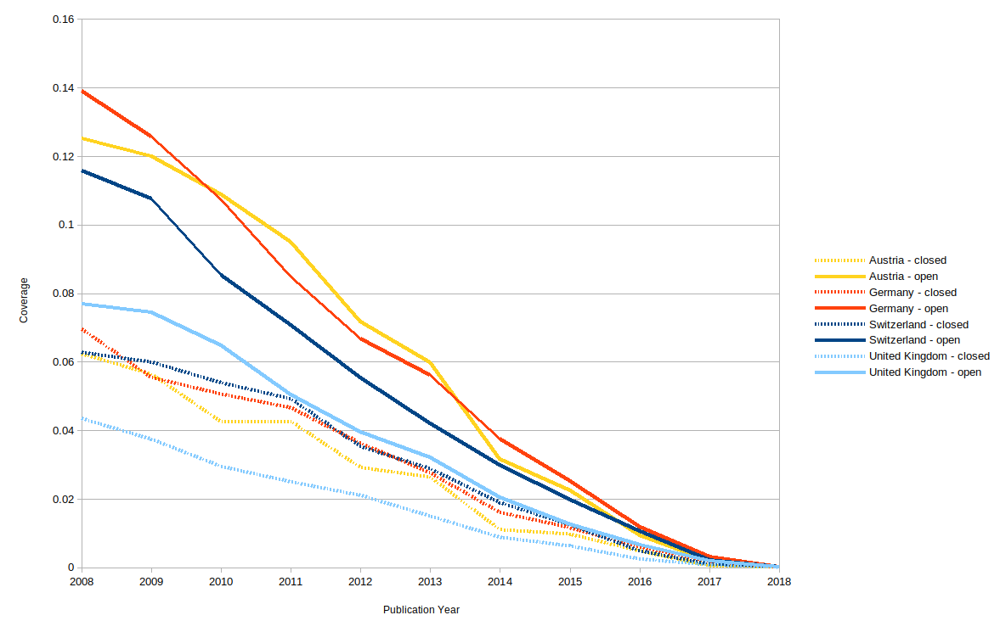 0.16
0.14
0.12
0.1
0.08
0.06
0.04
0.02
0
Coverage
2008 2009 2010 2011 2012 2013 2014 2015 2016 2017 2018
Publication Year
Austria - closed
Austria - open
Germany - closed
Germany - open
Switzerland - closed
Switzerland - open
United Kingdom - closed
United Kingdom - open